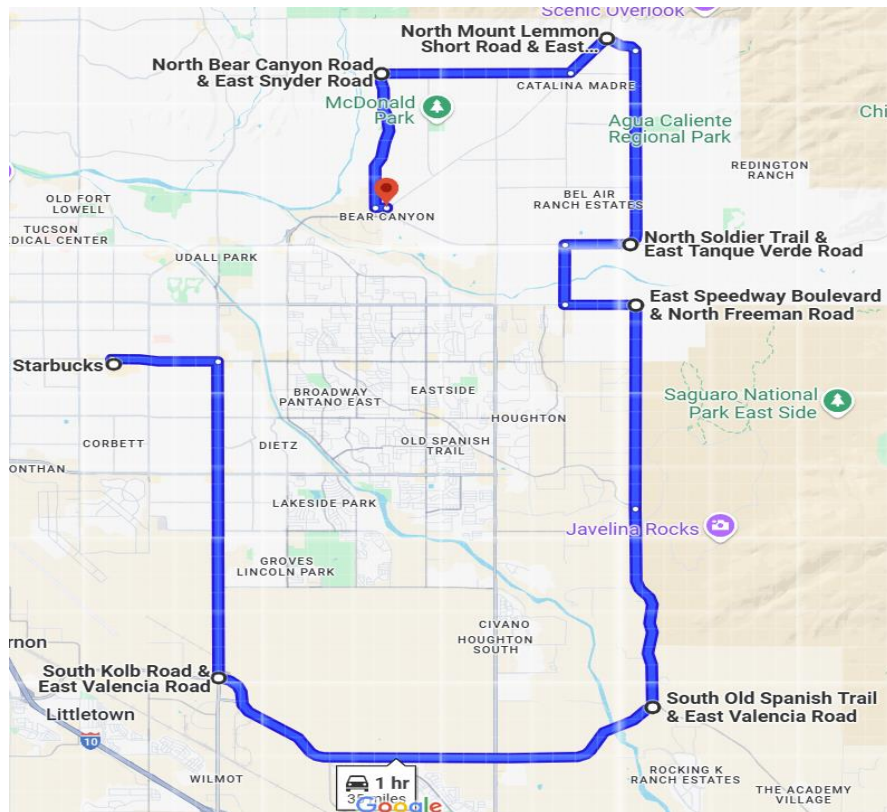 Scenic Overlook
North Mount Lemmon
Short Road & East...
North Bear Canyon Road
& East Snyder Road
CATALINA MADRE
McDonald
Park
Agua Caliente
Regional Park
Chi
REDINGTON
RANCH
OLD FORT
LOWELL
BEL AIR
RANCH ESTATES
BEAR CANYON
TUCSON
EDICAL CENTER
UDALL PARK
North Soldier Trail &
East Tanque Verde Road
East Speedway Boulevard
& North Freeman Road
Starbucks
BROADWAY
PANTANO EAST
EASTSIDE
Saguaro National
Park East Side
HOUGHTON
CORBETT
DIETZ
OLD SPANISH
TRAIL
ONTHAN
LAKESIDE PARK
Javelina Rocks
GROVES
LINCOLN PARK
CIVANO
HOUGHTON
SOUTH
rnon
South Kolb Road &
East Valencia Road
South Old Spanish Trail
& East Valencia Road
Littletown
10
WILMOT
1 hr
35 miles
Google
ROCKING K
RANCH ESTATES
THE ACADEMY
VILLAGE